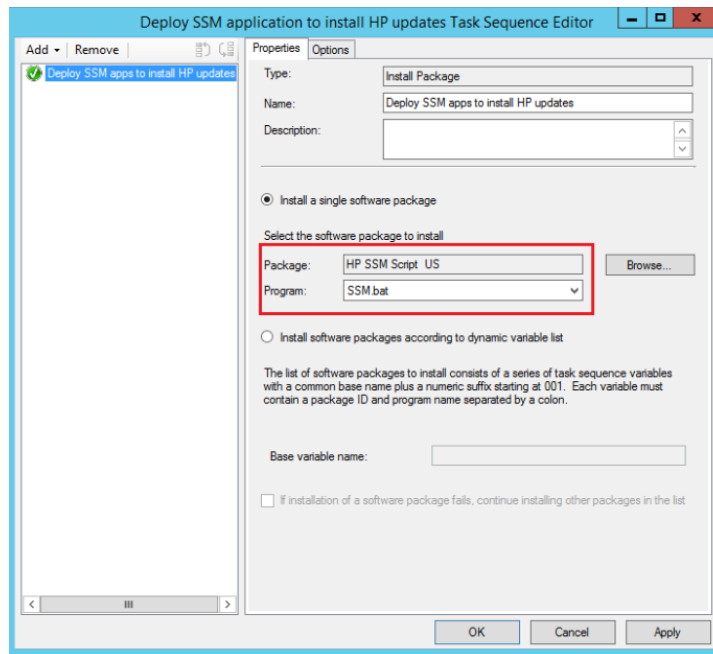 Deploy SSM application to install HP updates Task Sequence Editor
Add Remove
Properties Options
Deploy SSM apps to install HP updates
Type: Install Package
Name: Deploy SSM apps to install HP updates
Description:
Install a single software package
Select the software package to install
Package: HP SSM Script US
Browse...
Program: SSM.bat
Install software packages according to dynamic variable list
The list of software packages to install consists of a series of task sequence variables
with a common base name plus a numeric suffix starting at 001. Each variable must
contain a package ID and program name separated by a colon.
Base variable name:
If installation of a software package fails, continue installing other packages in the list
OK Cancel Apply